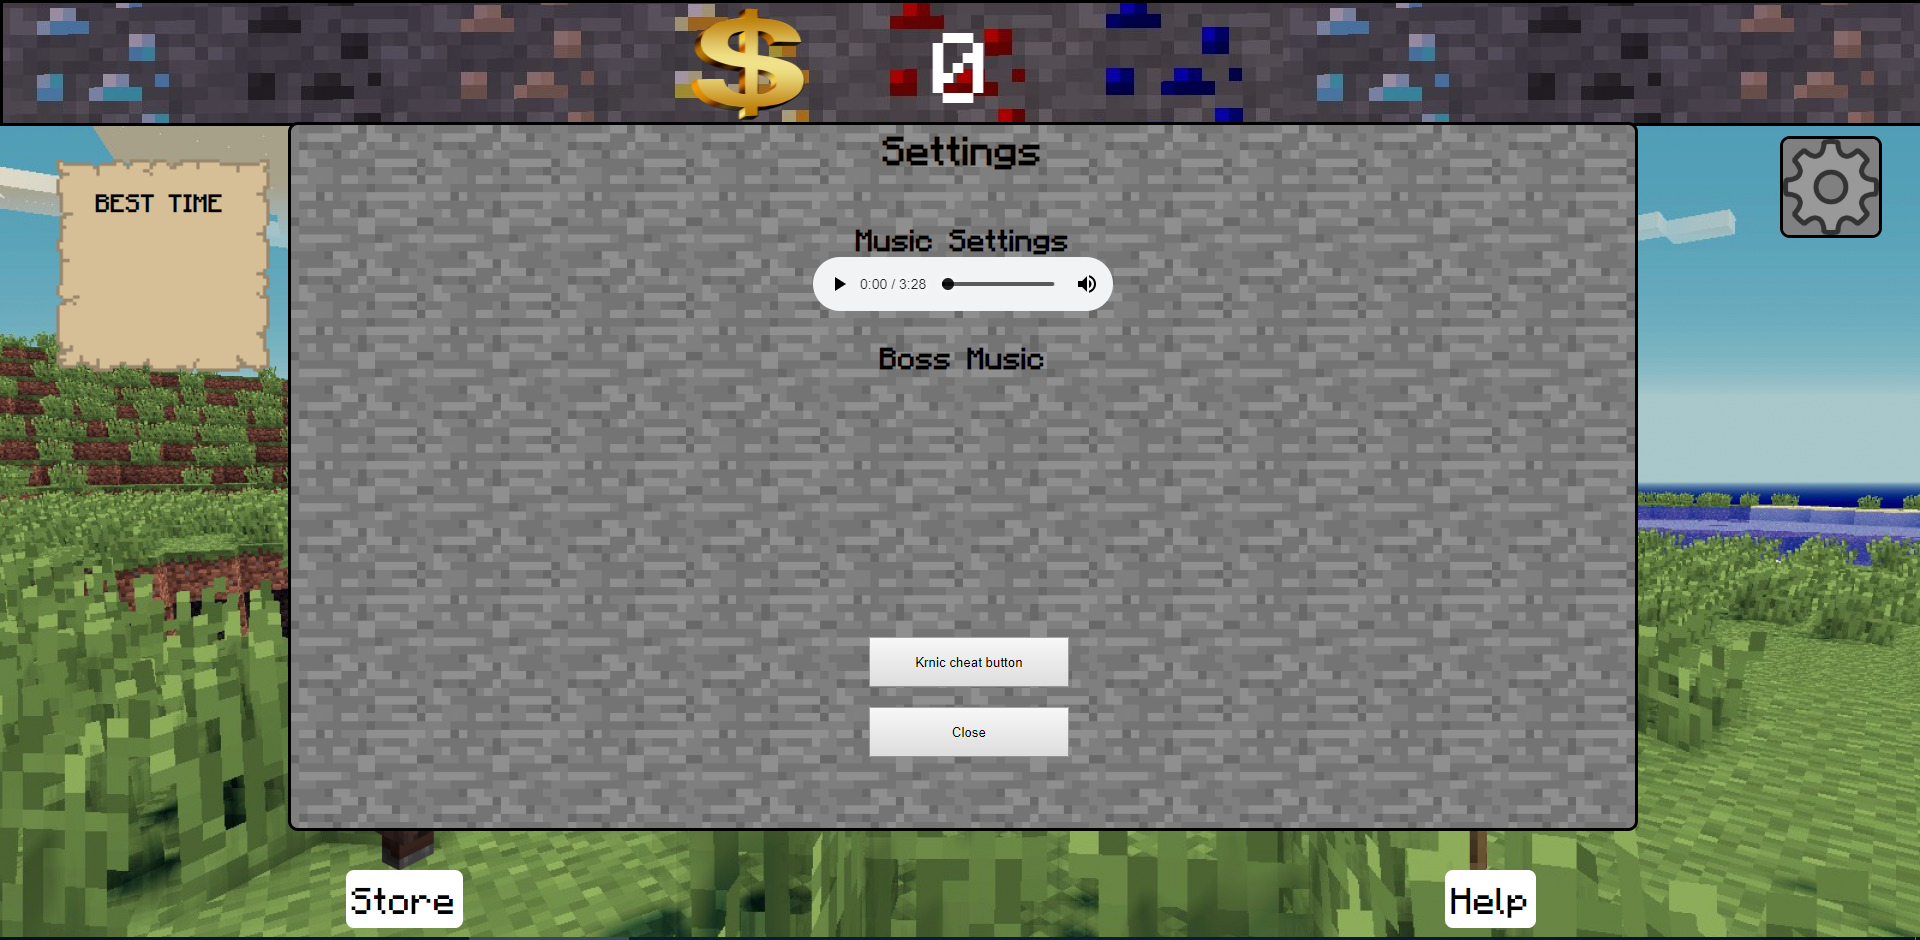 $ 0
Settings
BEST TIME
Music Settings
0:00 / 3:28
Boss Music
Krnic cheat button
Close
Store
Help